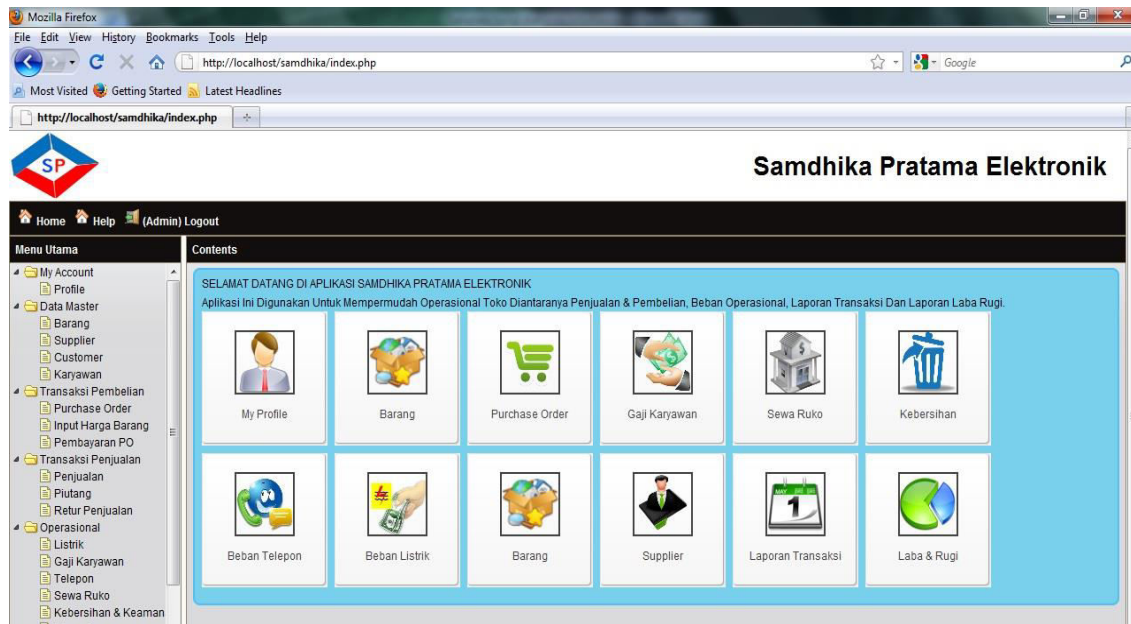 Mozilla Firefox
File Edit View History Bookmarks Tools Help
http://localhost/samdhika/index.php
Google
Most Visited Getting Started Latest Headlines
http://localhost/samdhika/index.php
SP
Samdhika Pratama Elektronik
Home Help (Admin) Logout
Menu Utama
My Account
Profile
Data Master
Barang
Supplier
Customer
Karyawan
Transaksi Pembelian
Purchase Order
Input Harga Barang
Pembayaran PO
Transaksi Penjualan
Penjualan
Piutang
Retur Penjualan
Operasional
Listrik
Gaji Karyawan
Telepon
Sewa Ruko
Kebersihan & Keaman
Contents
SELAMAT DATANG DI APLIKASI SAMDHIKA PRATAMA ELEKTRONIK
Aplikasi Ini Digunakan Untuk Mempermudah Operasional Toko Diantaranya Penjualan & Pembelian, Beban Operasional, Laporan Transaksi Dan Laporan Laba Rugi.
My Profile
Barang
Purchase Order
Gaji Karyawan
Sewa Ruko
Kebersihan
Beban Telepon
Beban Listrik
Barang
Supplier
MAY
1
Laporan Transaksi
Laba & Rugi